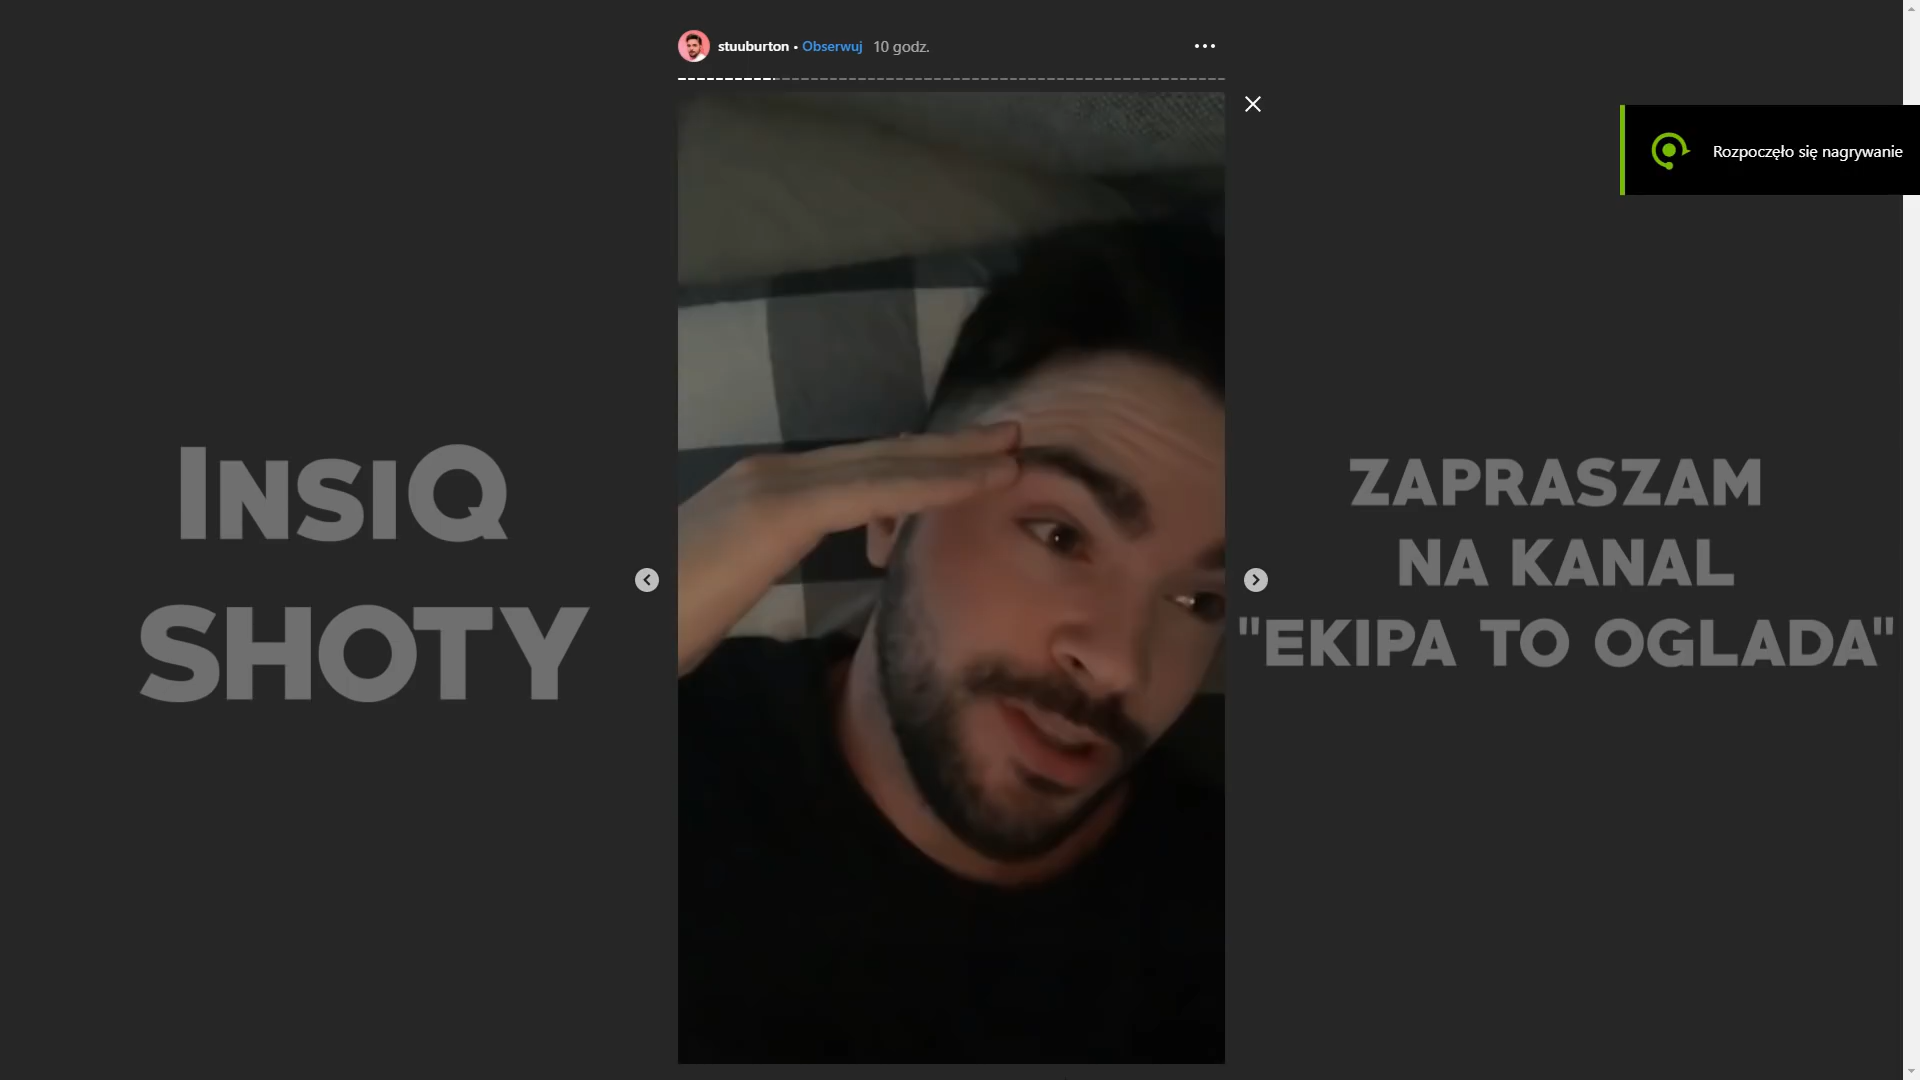 stuuburton • Obserwuj 10 godz.
Rozpoczęło się nagrywanie
INSIQ
SHOTY
ZAPRASZAM
NA KANAL
"EKIPA TO OGLADA"